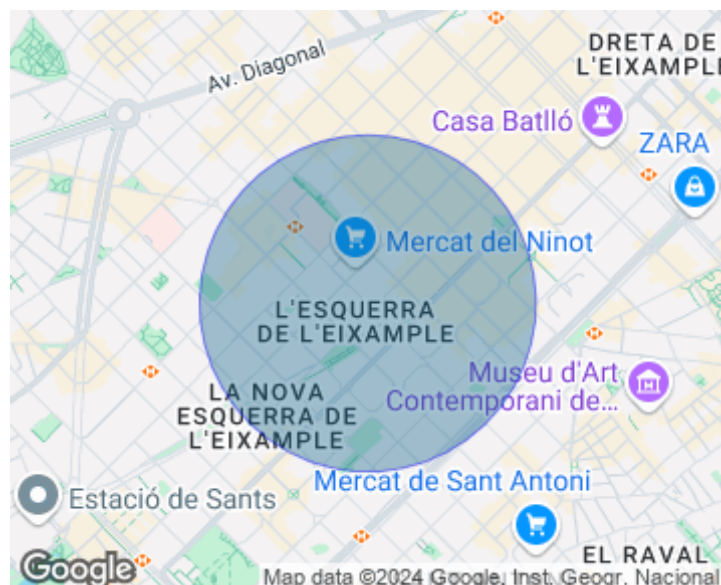 DRETA DE
L'EIXAMPLE
Av. Diagonal
Casa Batlló
ZARA
Mercat del Ninot
L'ESQUERRA
DE L'EIXAMPLE
Museu d'Art
Contemporani de...
LA NOVA
ESQUERRA DE
L'EIXAMPLE
Mercat de Sant Antoni
Estació de Sants
EL RAVAL
Google
Map data ©2024 Google, Inst. Geogr. Nacional